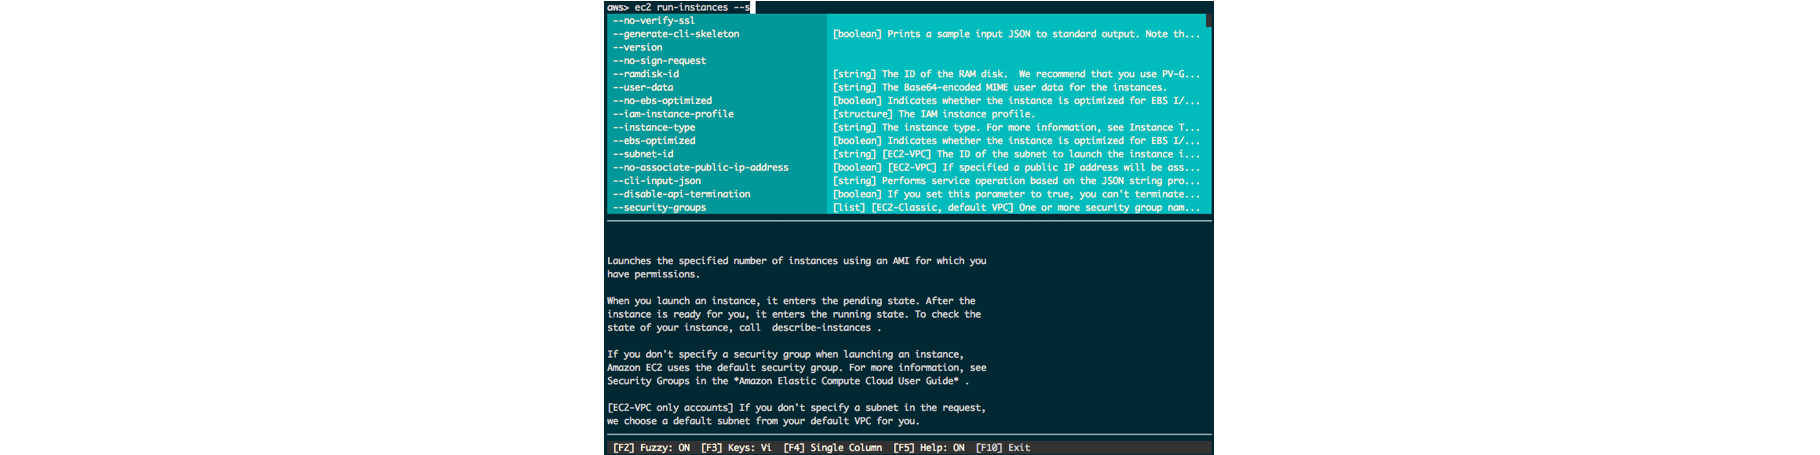 aws> ec2 run-instances --s
--no-verify-ssl
--generate-cli-skeleton [boolean] Prints a sample input JSON to standard output. Note th...
--version
--no-sign-request
--ramdisk-id [string] The ID of the RAM disk.  We recommend that you use PV-G...
--user-data [string] The Base64-encoded MIME user data for the instances.
--no-ebs-optimized [boolean] Indicates whether the instance is optimized for EBS I/...
--iam-instance-profile [structure] The IAM instance profile.
--instance-type [string] The instance type. For more information, see Instance T...
--ebs-optimized [boolean] Indicates whether the instance is optimized for EBS I/...
--subnet-id [string] [EC2-VPC] The ID of the subnet to launch the instance i...
--no-associate-public-ip-address [boolean] [EC2-VPC] If specified a public IP address will be ass...
--cli-input-json [string] Performs service operation based on the JSON string pro...
--disable-api-termination [boolean] If you set this parameter to true, you can't terminate...
--security-groups [list] [EC2-Classic, default VPC] One or more security group nam...
Launches the specified number of instances using an AMI for which you
have permissions.
When you launch an instance, it enters the pending state. After the
instance is ready for you, it enters the running state. To check the
state of your instance, call  describe-instances .
If you don't specify a security group when launching an instance,
Amazon EC2 uses the default security group. For more information, see
Security Groups in the *Amazon Elastic Compute Cloud User Guide* .
[EC2-VPC only accounts] If you don't specify a subnet in the request,
we choose a default subnet from your default VPC for you.
[F2] Fuzzy: ON  [F3] Keys: Vi  [F4] Single Column  [F5] Help: ON  [F10] Exit